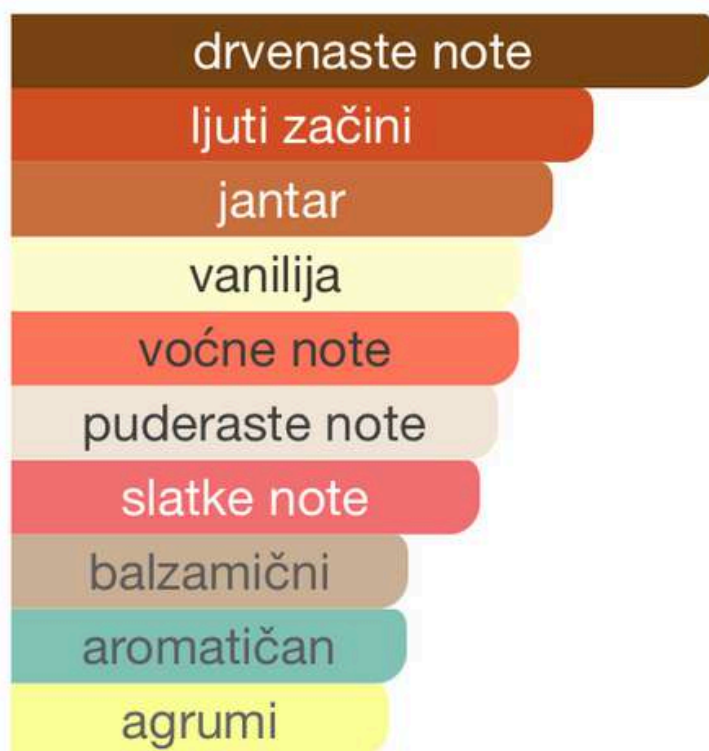 drvenaste note
ljuti začini
jantar
vanilija
voćne note
puderaste note
slatke note
balzamični
aromatičan
agrumi